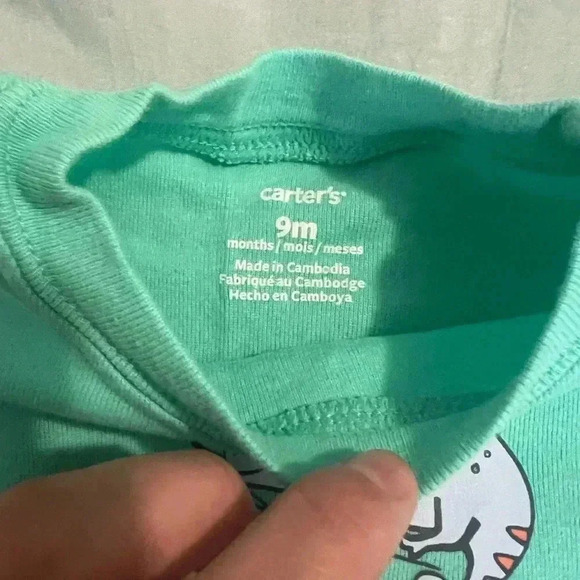 carter's
9m
months / mois / meses
Made in Cambodia
Fabriqué au Cambodge
Hecho en Camboya